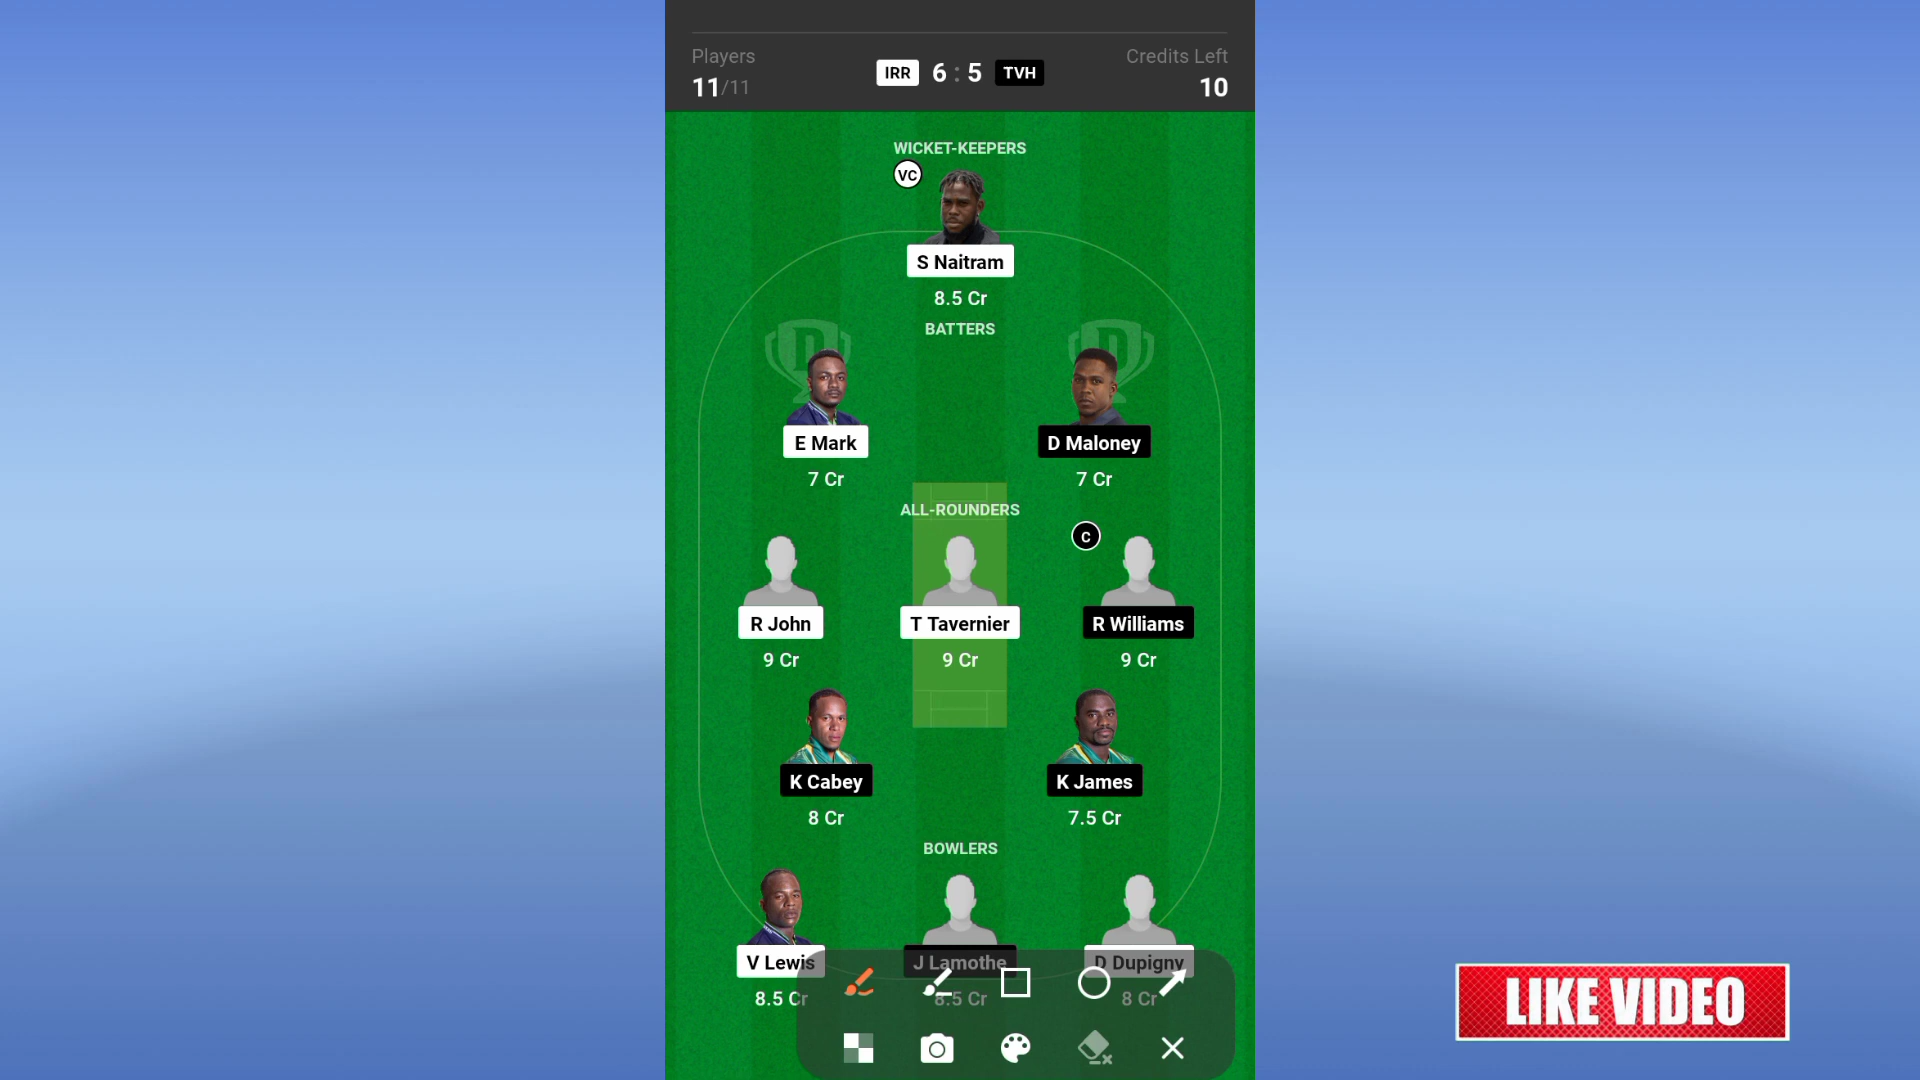 Players
Credits Left
IRR 6 : 5 TVH
11/11
10
WICKET-KEEPERS
VC
S Naitram
8.5 Cr
BATTERS
E Mark
D Maloney
7 Cr
7 Cr
ALL-ROUNDERS
C
R John
T Tavernier
R Williams
9 Cr
9 Cr
9 Cr
K Cabey
K James
8 Cr
7.5 Cr
BOWLERS
V Lewis
J Lamothe
D Dupigny
8.5 Cr
8.5 Cr
8 Cr
LIKE VIDEO